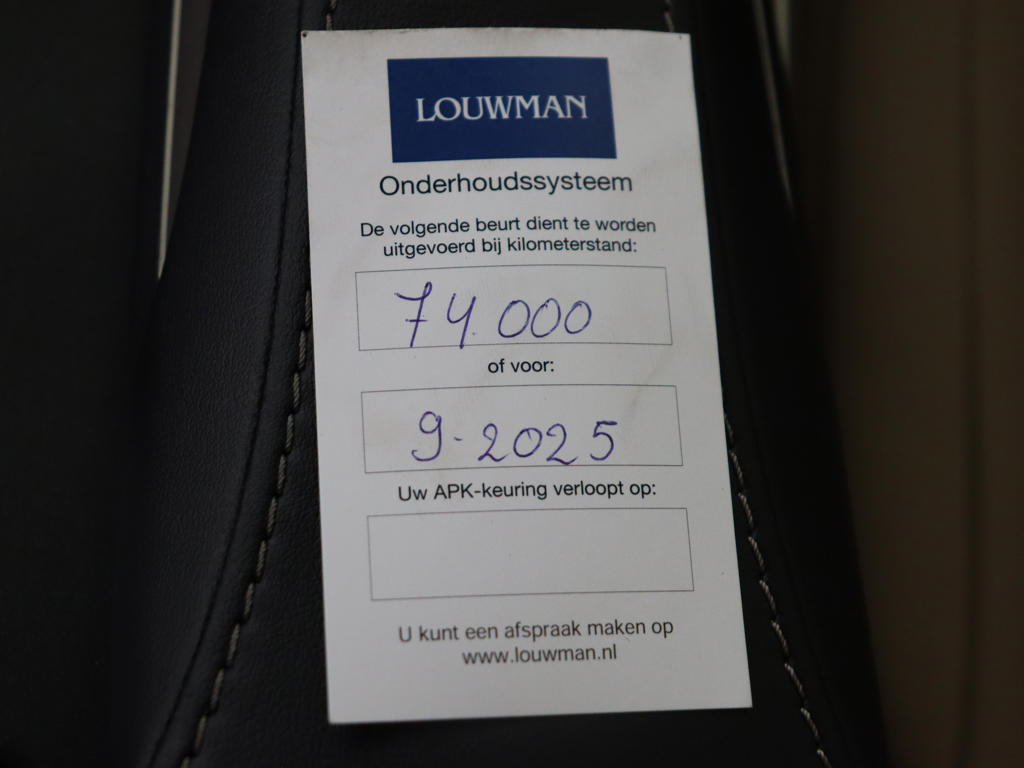 LOUWMAN
Onderhoudssysteem
De volgende beurt dient te worden
uitgevoerd bij kilometerstand:
74.000
of voor:
9-2025
Uw APK-keuring verloopt op:
U kunt een afspraak maken op
www.louwman.nl